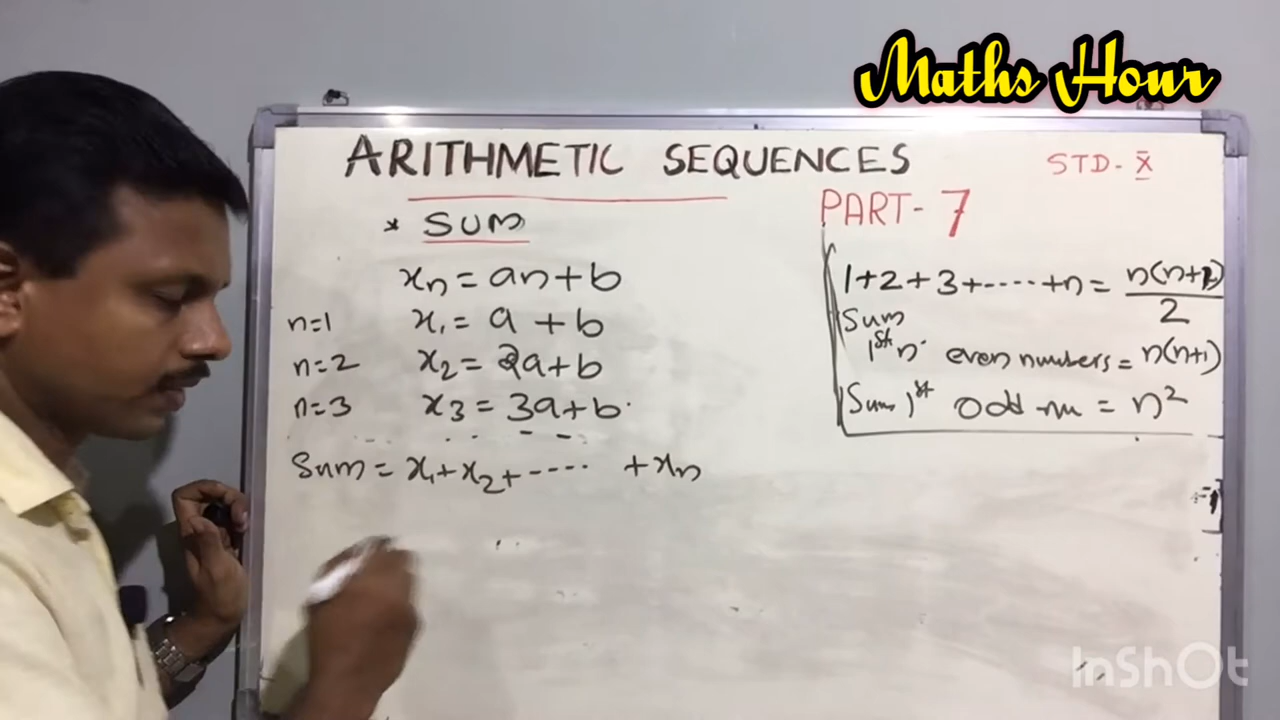 Maths Hour
ARITHMETIC SEQUENCES
STD - X
PART - 7
* SUM
xₙ = an + b
n=1 x₁ = a + b
n=2 x₂ = 2a + b
n=3 x₃ = 3a + b
Sum = x₁ + x₂ + ---- + xₙ
1 + 2 + 3 + ---- + n = n(n+1)/2
Sum
1st n even numbers = n(n+1)
Sum 1st odd nu = n²
InShOt